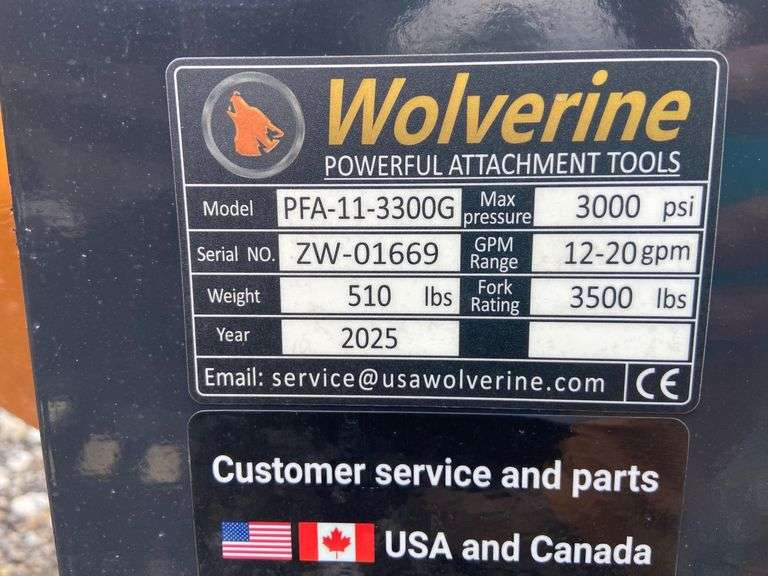 Wolverine
POWERFUL ATTACHMENT TOOLS
Model PFA-11-3300G Max pressure 3000 psi
Serial NO. ZW-01669 GPM Range 12-20 gpm
Weight 510 lbs Fork Rating 3500 lbs
Year 2025
Email: service@usawolverine.com CE
Customer service and parts
USA and Canada